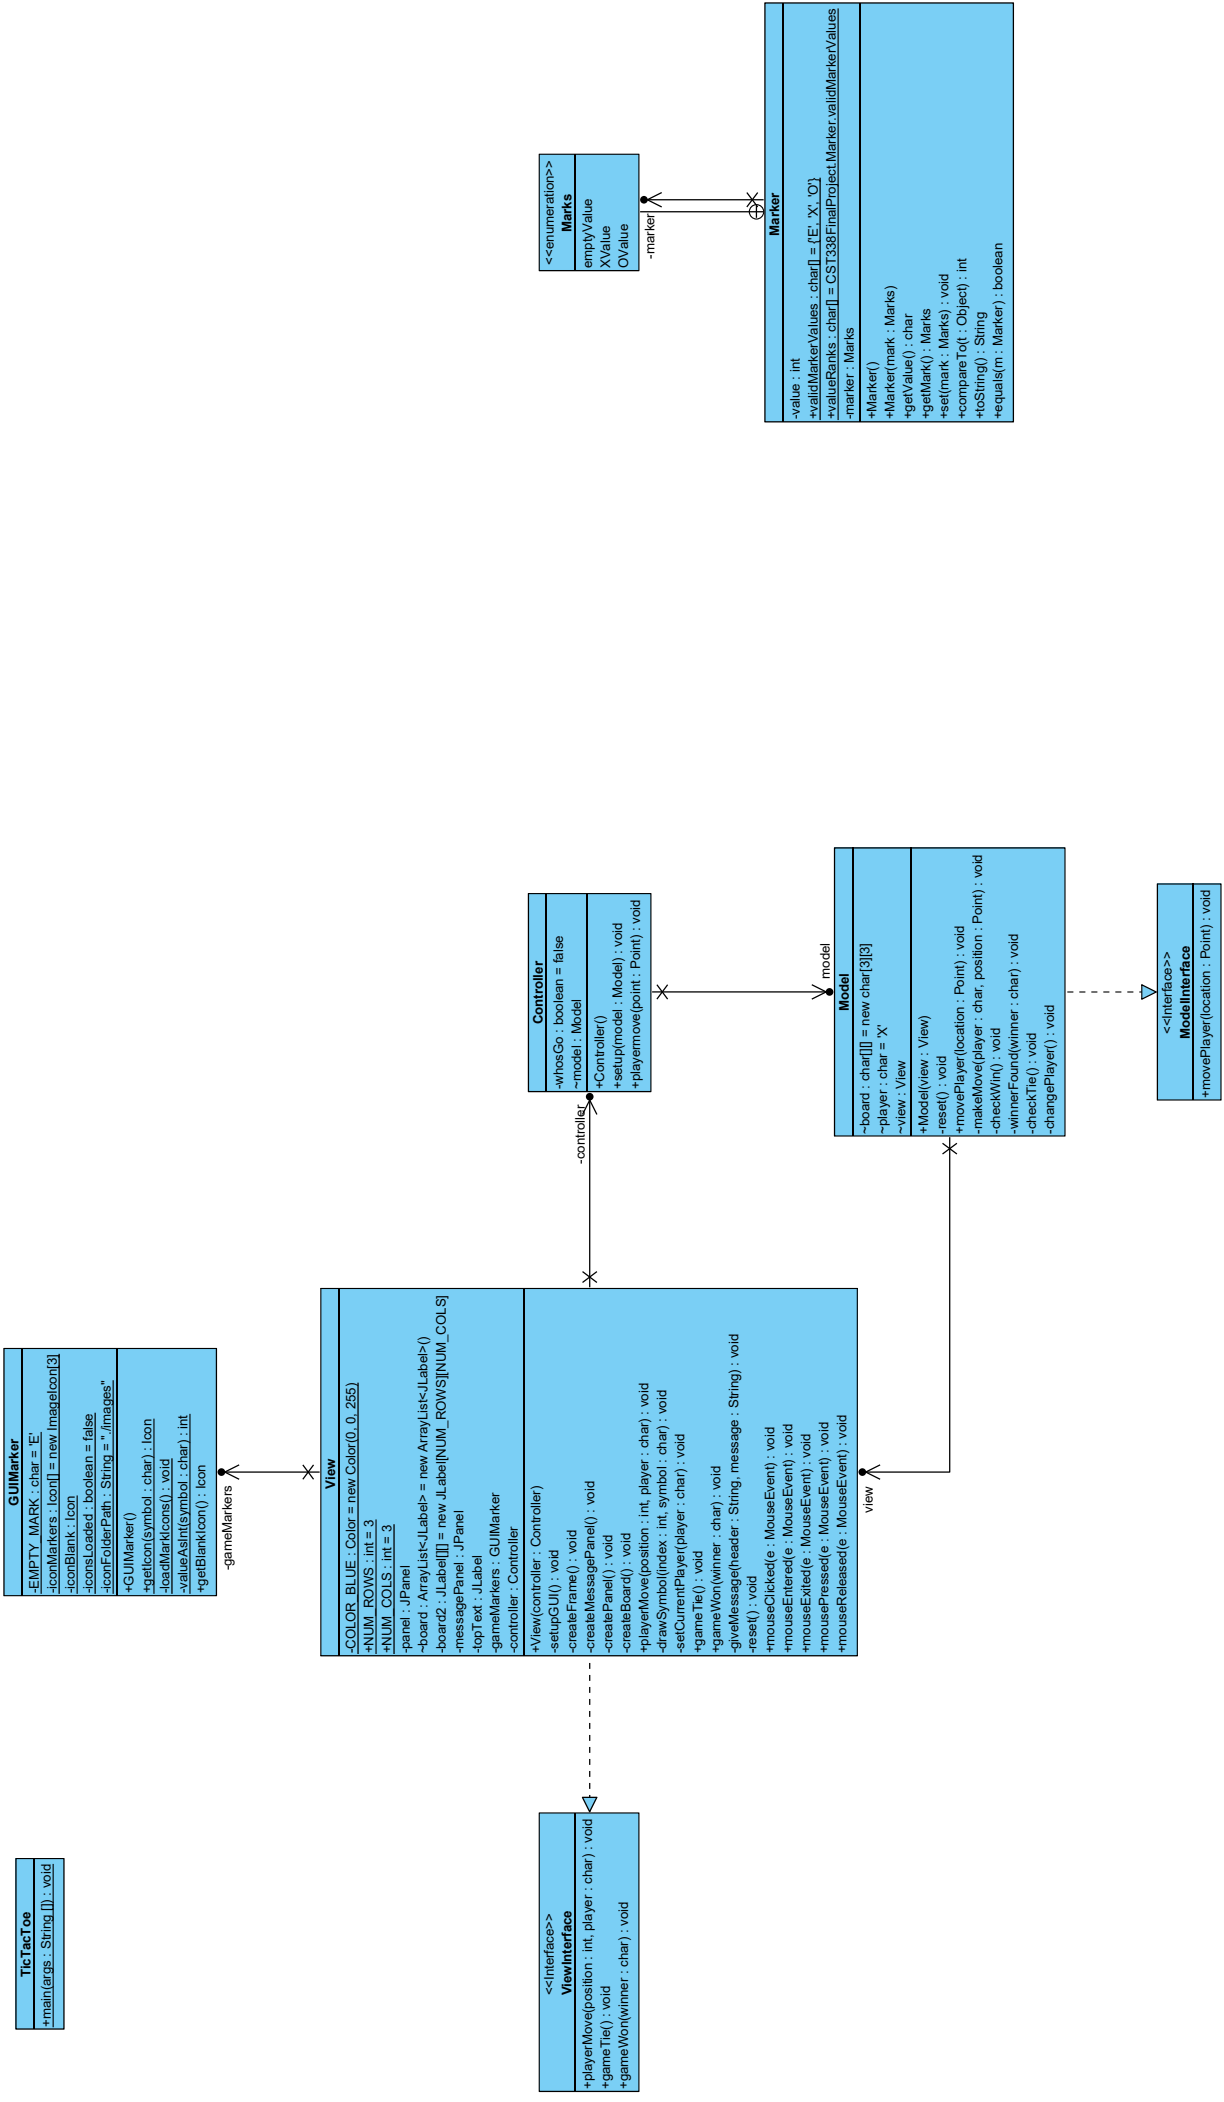 TicTacToe
+main(args : String []) : void
GUIMarker
-EMPTY_MARK : char = 'E'
-iconMarkers : Icon[] = new ImageIcon[3]
-iconBlank : Icon
-iconsLoaded : boolean = false
-iconFolderPath : String = "./images"
+GUIMarker()
+getIcon(symbol : char) : Icon
-loadMarkIcons() : void
-valueAsInt(symbol : char) : int
+getBlankIcon() : Icon
-gameMarkers
View
-COLOR_BLUE : Color = new Color(0, 0, 255)
+NUM_ROWS : int = 3
+NUM_COLS : int = 3
-panel : JPanel
~board : ArrayList<JLabel> = new ArrayList<JLabel>()
-board2 : JLabel[][] = new JLabel[NUM_ROWS][NUM_COLS]
-messagePanel : JPanel
-topText : JLabel
-gameMarkers : GUIMarker
-controller : Controller
+View(controller : Controller)
-setupGUI() : void
-createFrame() : void
-createMessagePanel() : void
-createPanel() : void
-createBoard() : void
+playerMove(position : int, player : char) : void
-drawSymbol(index : int, symbol : char) : void
-setCurrentPlayer(player : char) : void
+gameTie() : void
+gameWon(winner : char) : void
-giveMessage(header : String, message : String) : void
-reset() : void
+mouseClicked(e : MouseEvent) : void
+mouseEntered(e : MouseEvent) : void
+mouseExited(e : MouseEvent) : void
+mousePressed(e : MouseEvent) : void
+mouseReleased(e : MouseEvent) : void
view
<<Interface>>
ViewInterface
+playerMove(position : int, player : char) : void
+gameTie() : void
+gameWon(winner : char) : void
-controller
Controller
-whosGo : boolean = false
~model : Model
+Controller()
+setup(model : Model) : void
+playermove(point : Point) : void
model
Model
~board : char[][] = new char[3][3]
~player : char = 'X'
~view : View
+Model(view : View)
-reset() : void
+movePlayer(location : Point) : void
-makeMove(player : char, position : Point) : void
-checkWin() : void
-winnerFound(winner : char) : void
-checkTie() : void
-changePlayer() : void
<<Interface>>
ModelInterface
+movePlayer(location : Point) : void
<<enumeration>>
Marks
emptyValue
XValue
OValue
-marker
Marker
-value : int
+validMarkerValues : char[] = {'E', 'X', 'O'}
+valueRanks : char[] = CST338FinalProject.Marker.validMarkerValues
-marker : Marks
+Marker()
+Marker(mark : Marks)
+getValue() : char
+getMark() : Marks
+set(mark : Marks) : void
+compareTo(t : Object) : int
+toString() : String
+equals(m : Marker) : boolean